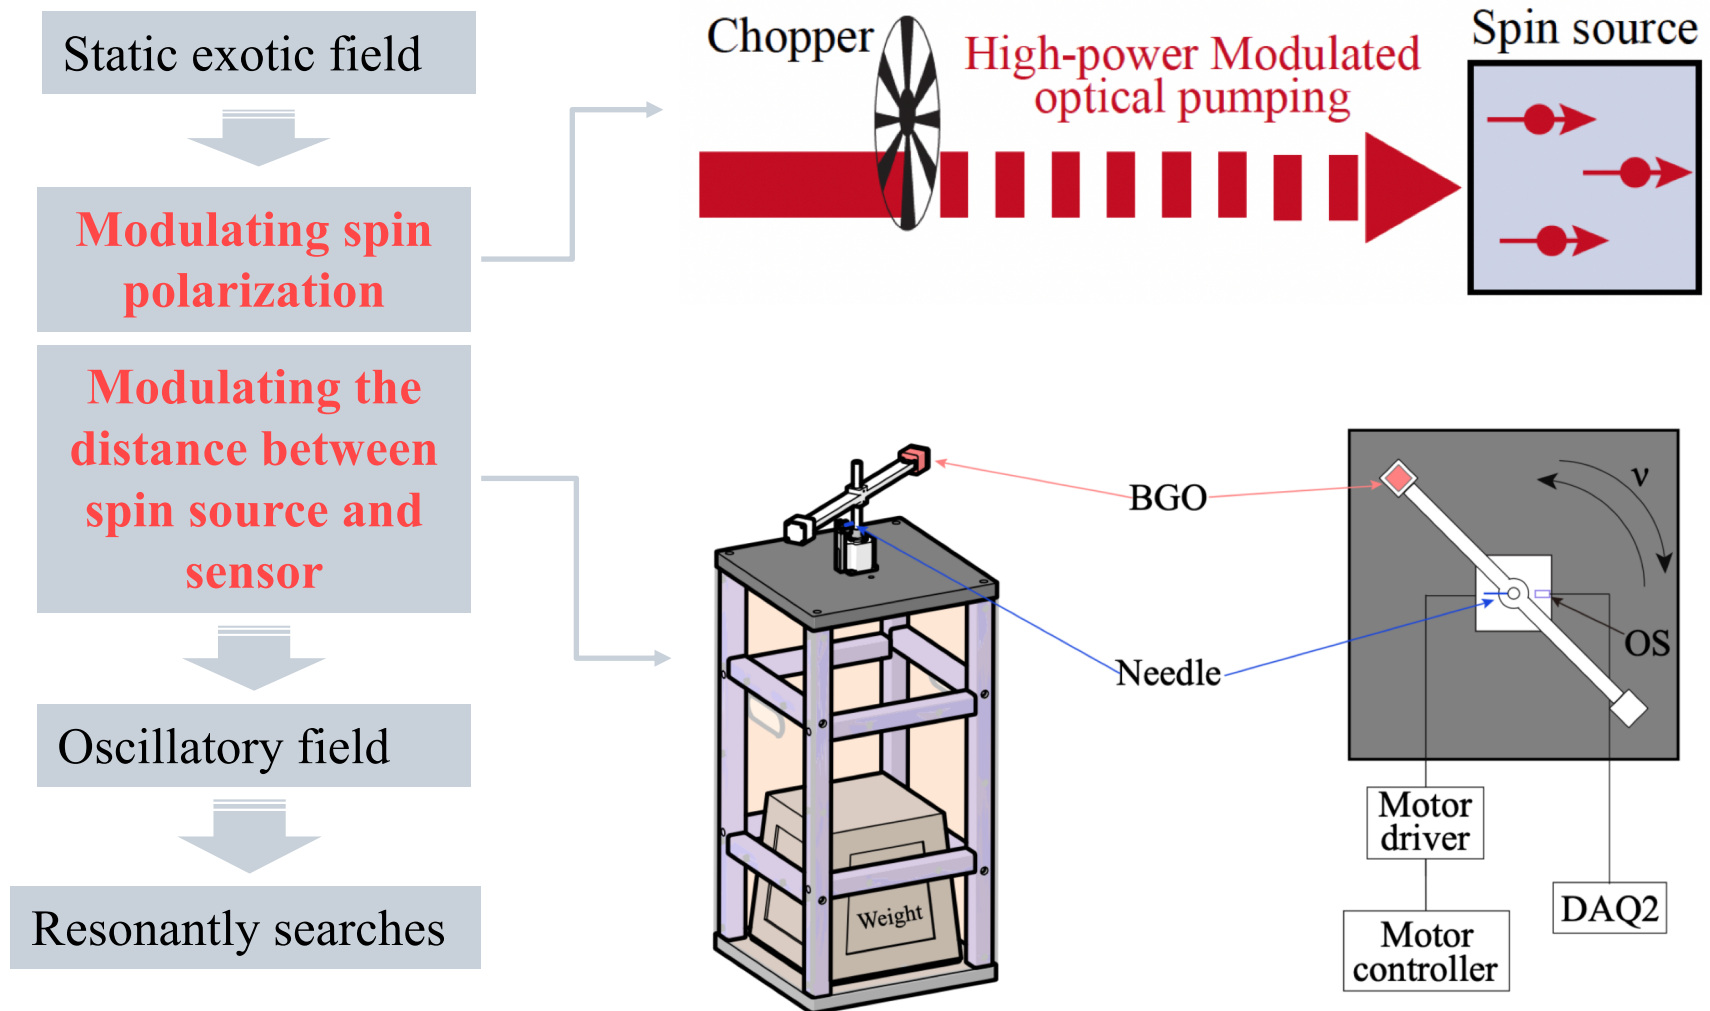 Static exotic field
Modulating spin
polarization
Modulating the
distance between
spin source and
sensor
Oscillatory field
Resonantly searches
Chopper
High-power Modulated
optical pumping
Spin source
BGO
Needle
Weight
ν
OS
Motor
driver
Motor
controller
DAQ2